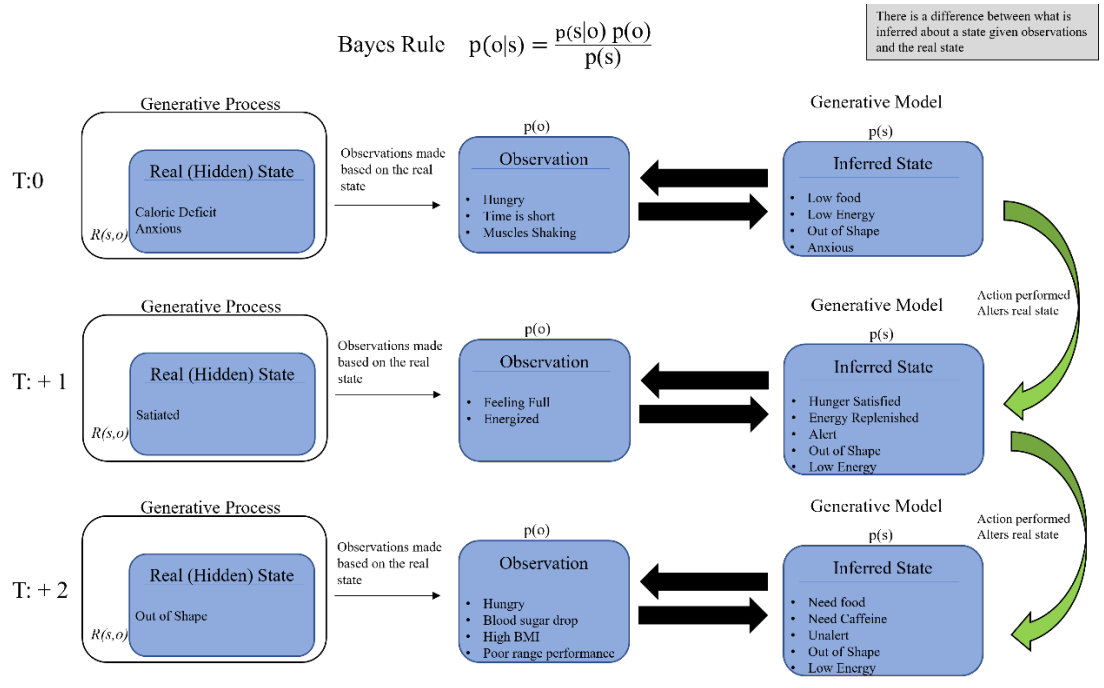 There is a difference between what is
inferred about a state given observations
and the real state
Bayes Rule p(o|s) = p(s|o) p(o) / p(s)
Generative Process
Generative Model
p(o)
p(s)
T:0
Real (Hidden) State
Caloric Deficit
Anxious
R(s,o)
Observations made
based on the real
state
Observation
• Hungry
• Time is short
• Muscles Shaking
Inferred State
• Low food
• Low Energy
• Out of Shape
• Anxious
Action performed
Alters real state
Generative Process
Generative Model
p(o)
p(s)
T: + 1
Real (Hidden) State
Satiated
R(s,o)
Observations made
based on the real
state
Observation
• Feeling Full
• Energized
Inferred State
• Hunger Satisfied
• Energy Replenished
• Alert
• Out of Shape
• Low Energy
Action performed
Alters real state
Generative Process
Generative Model
p(o)
p(s)
T: + 2
Real (Hidden) State
Out of Shape
R(s,o)
Observations made
based on the real
state
Observation
• Hungry
• Blood sugar drop
• High BMI
• Poor range performance
Inferred State
• Need food
• Need Caffeine
• Unalert
• Out of Shape
• Low Energy